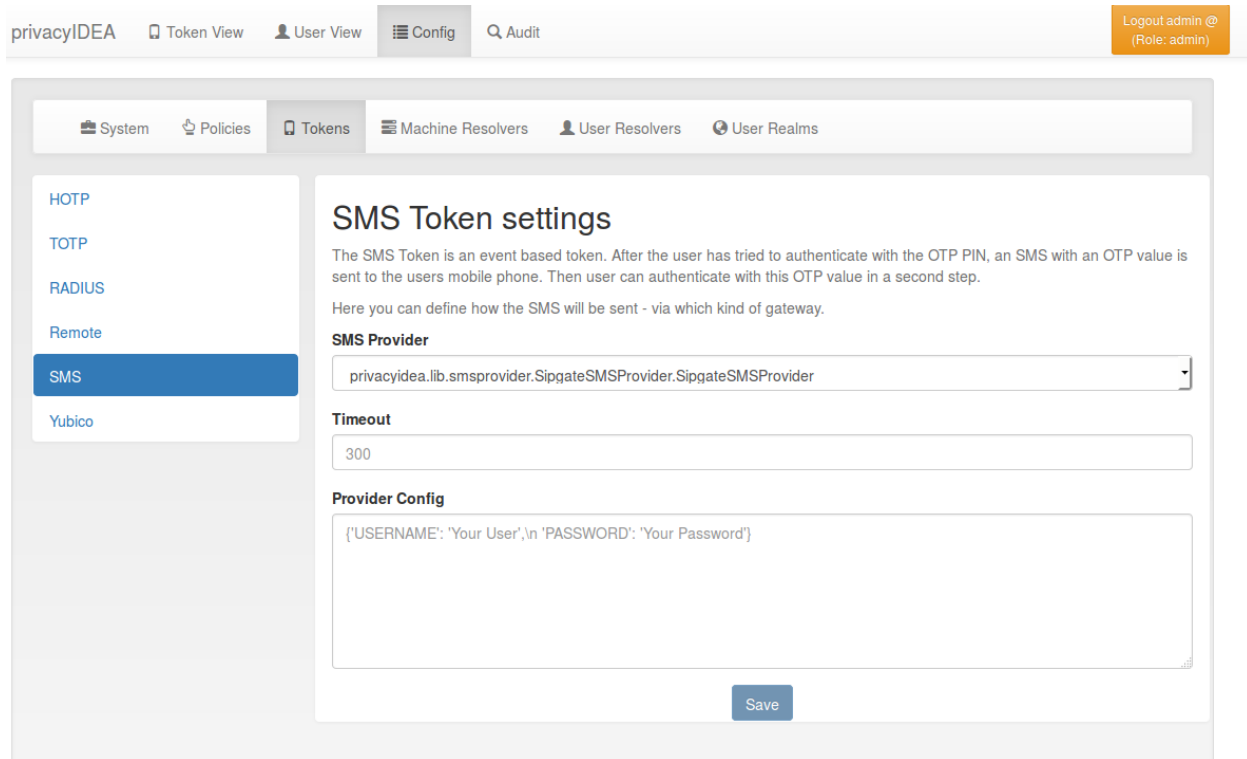 privacyIDEA Token View User View Config Audit Logout admin @
(Role: admin)
System Policies Tokens Machine Resolvers User Resolvers User Realms
HOTP
TOTP
RADIUS
Remote
SMS
Yubico
SMS Token settings
The SMS Token is an event based token. After the user has tried to authenticate with the OTP PIN, an SMS with an OTP value is
sent to the users mobile phone. Then user can authenticate with this OTP value in a second step.
Here you can define how the SMS will be sent - via which kind of gateway.
SMS Provider
privacyidea.lib.smsprovider.SipgateSMSProvider.SipgateSMSProvider
Timeout
300
Provider Config
{'USERNAME': 'Your User',\n 'PASSWORD': 'Your Password'}
Save